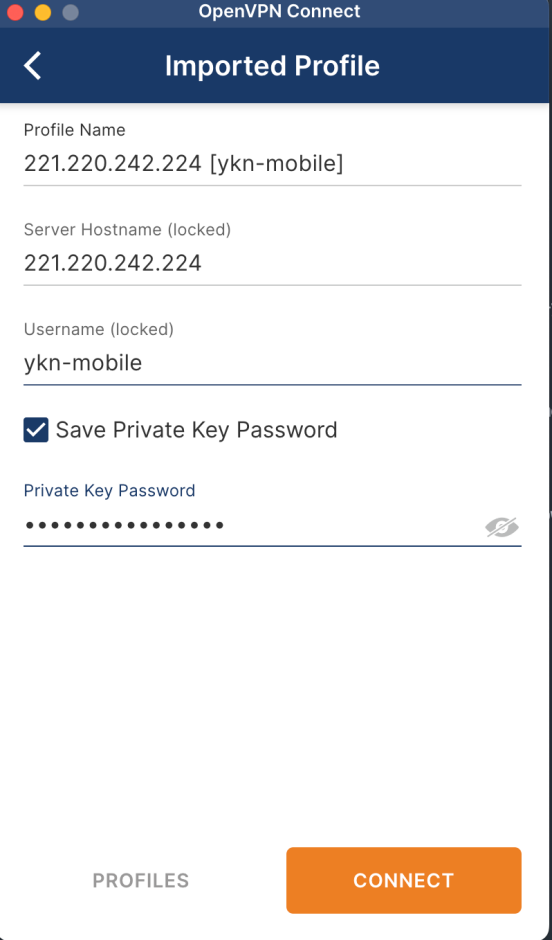 OpenVPN Connect
Imported Profile
Profile Name
221.220.242.224 [ykn-mobile]
Server Hostname (locked)
221.220.242.224
Username (locked)
ykn-mobile
Save Private Key Password
Private Key Password
••••••••••••••••
PROFILES
CONNECT